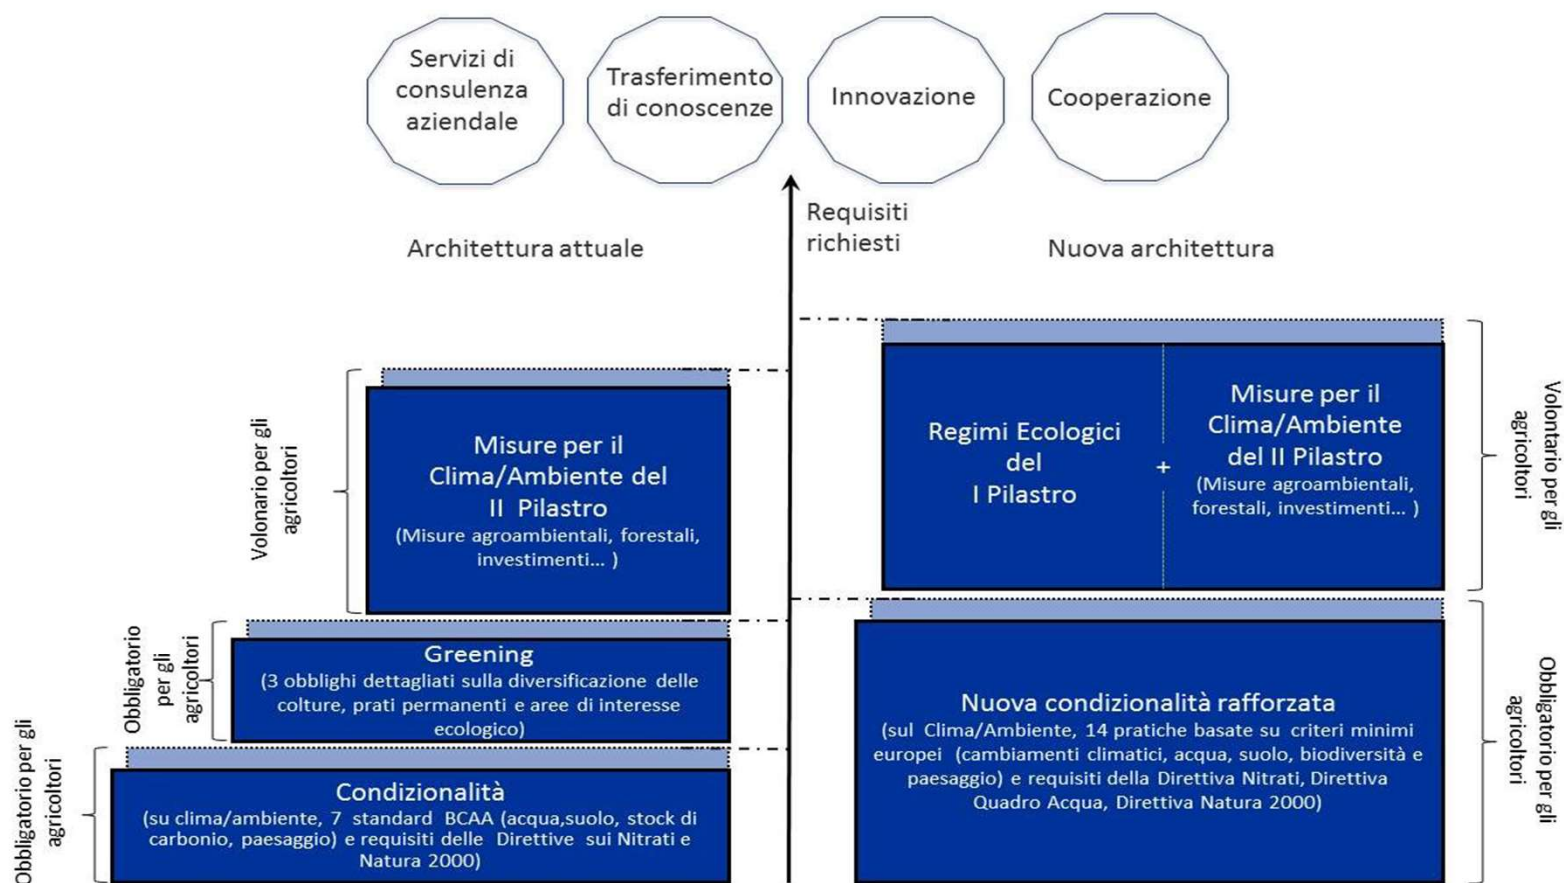 Servizi di
consulenza
aziendale
Trasferimento
di conoscenze
Innovazione
Cooperazione
Requisiti
richiesti
Architettura attuale
Nuova architettura
Volonario per gli
agricoltori
Misure per il
Clima/Ambiente del
II Pilastro
(Misure agroambientali, forestali,
investimenti... )
Obbligatorio
per gli
agricoltori
Greening
(3 obblighi dettagliati sulla diversificazione delle
colture, prati permanenti e aree di interesse
ecologico)
Obbligatorio per gli
agricoltori
Condizionalità
(su clima/ambiente, 7 standard BCAA (acqua,suolo, stock di
carbonio, paesaggio) e requisiti delle Direttive sui Nitrati e
Natura 2000)
Regimi Ecologici
del
I Pilastro
+
Misure per il
Clima/Ambiente
del II Pilastro
(Misure agroambientali,
forestali, investimenti... )
Volontario per gli
agricoltori
Nuova condizionalità rafforzata
(sul Clima/Ambiente, 14 pratiche basate su criteri minimi
europei (cambiamenti climatici, acqua, suolo, biodiversità e
paesaggio) e requisiti della Direttiva Nitrati, Direttiva
Quadro Acqua, Direttiva Natura 2000)
Obbligatorio per gli
agricoltori